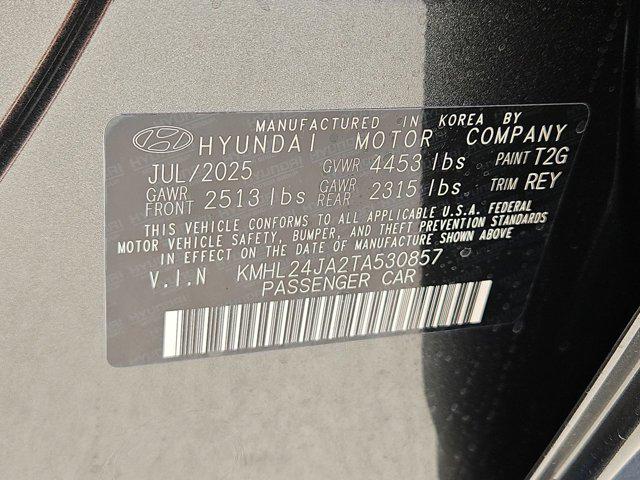 MANUFACTURED IN KOREA BY
HYUNDAI MOTOR COMPANY
JUL/2025 GVWR 4453 lbs PAINT T2G
GAWR FRONT 2513 lbs GAWR REAR 2315 lbs TRIM REY
THIS VEHICLE CONFORMS TO ALL APPLICABLE U.S.A. FEDERAL
MOTOR VEHICLE SAFETY, BUMPER, AND THEFT PREVENTION STANDARDS
IN EFFECT ON THE DATE OF MANUFACTURE SHOWN ABOVE
V.I.N KMHL24JA2TA530857
PASSENGER CAR